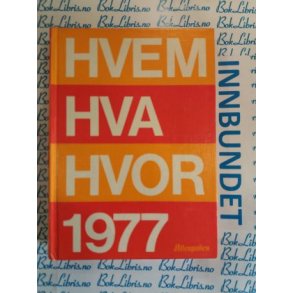 HVEM
HVA
HVOR
1977
Aftenposten
INNBUNDET
BokLibris.no